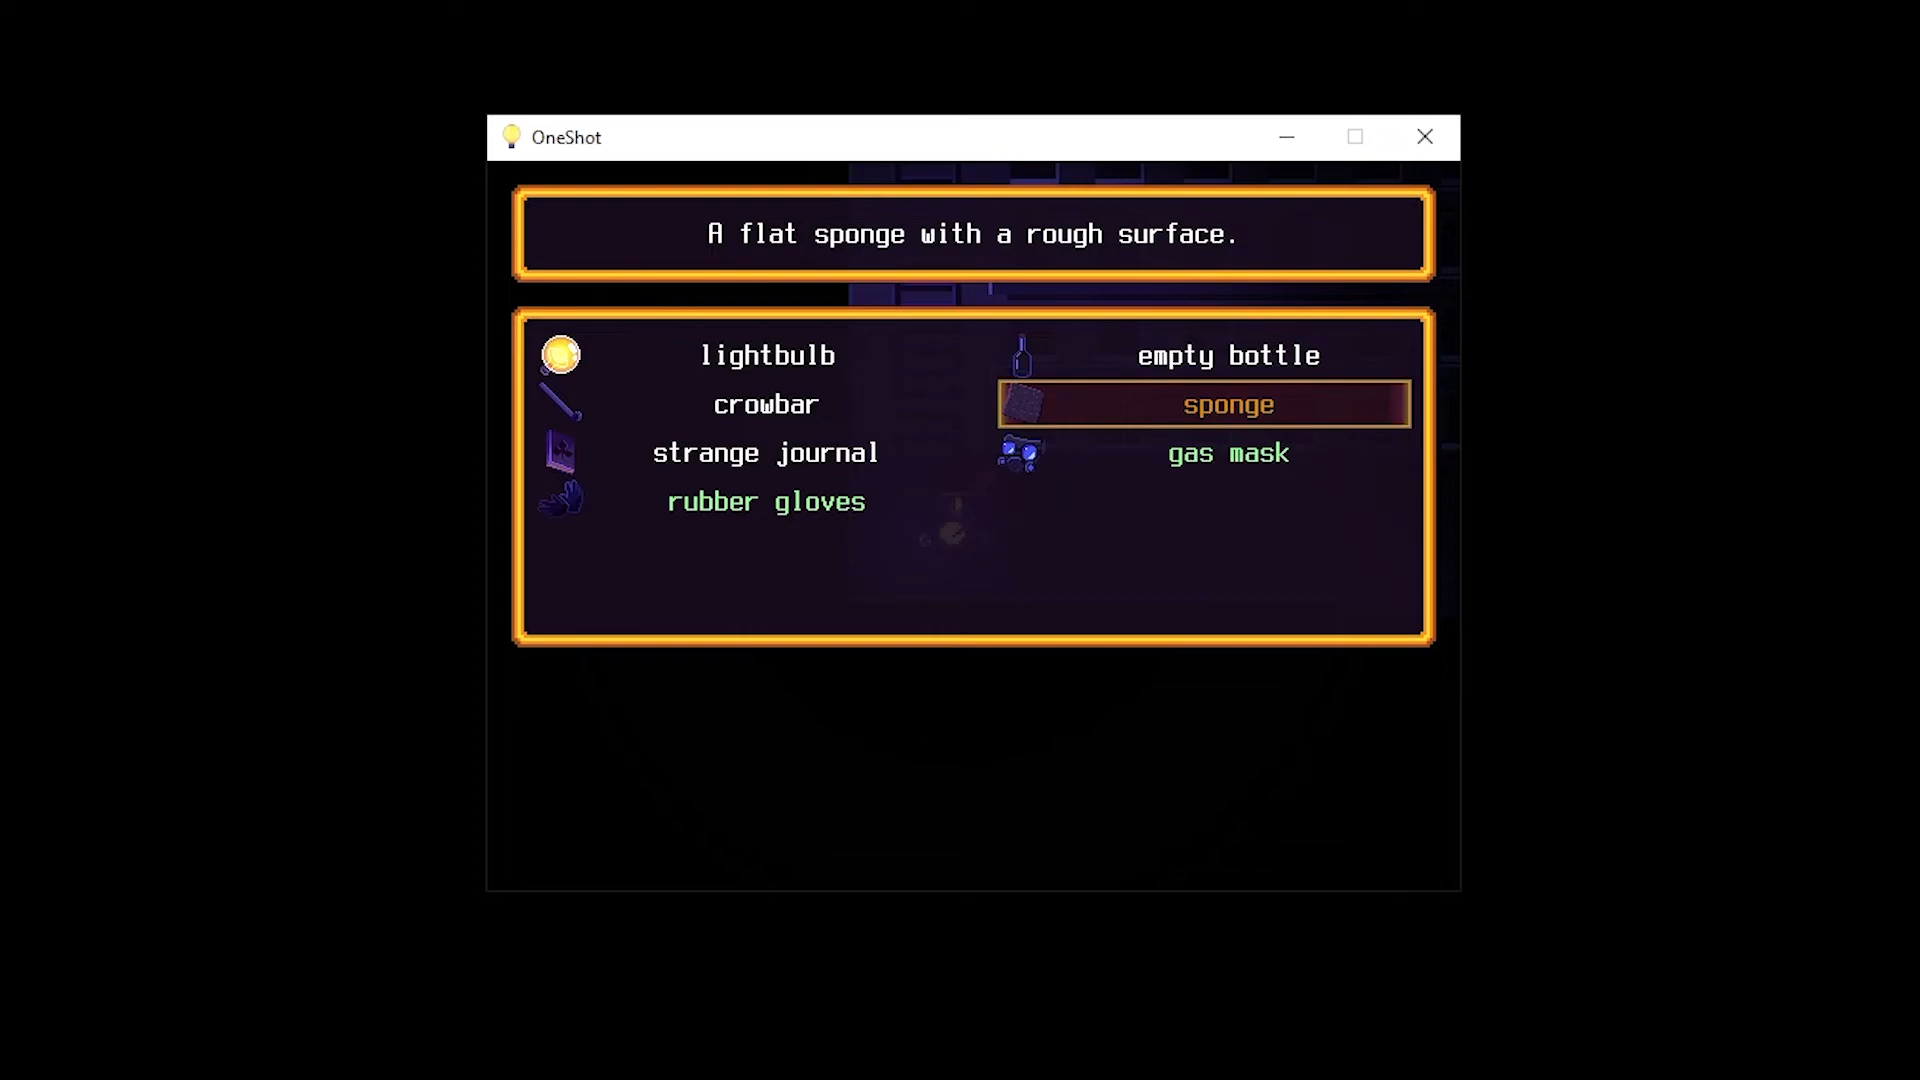 OneShot
A flat sponge with a rough surface.
lightbulb
empty bottle
crowbar
sponge
strange journal
gas mask
rubber gloves